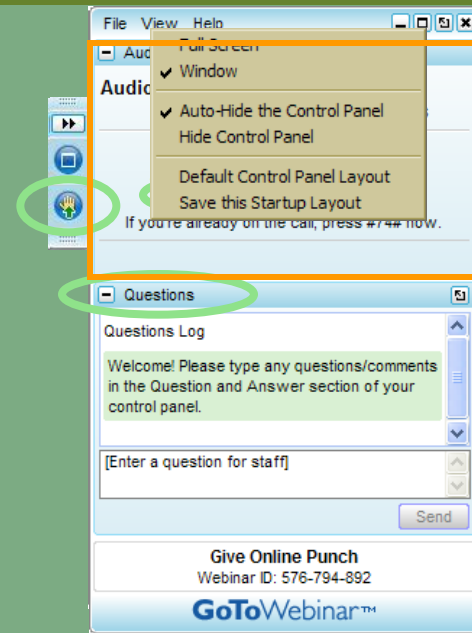 File View Help
Full Screen
Window
Auto-Hide the Control Panel
Hide Control Panel
Default Control Panel Layout
Save this Startup Layout
If you're already on the call, press #74# now.
Questions
Questions Log
Welcome! Please type any questions/comments
in the Question and Answer section of your
control panel.
[Enter a question for staff]
Send
Give Online Punch
Webinar ID: 576-794-892
GoToWebinar™